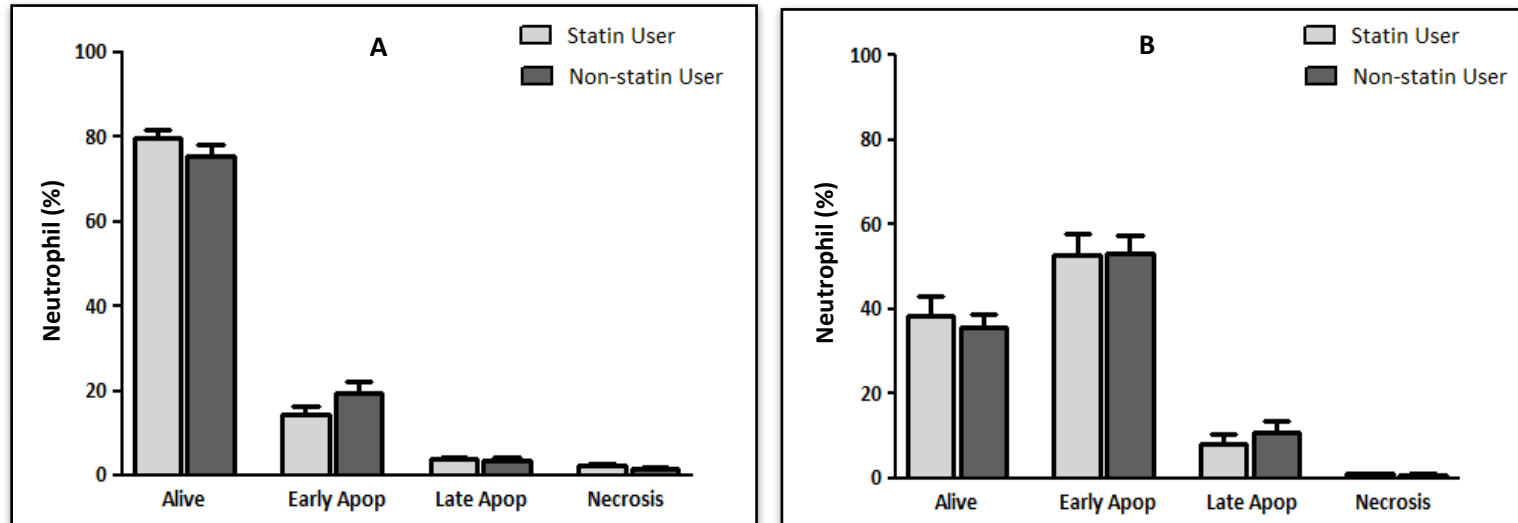 A
Statin User
Non-statin User
Neutrophil (%)
100
80
60
40
20
0
Alive
Early Apop
Late Apop
Necrosis
B
Statin User
Non-statin User
Neutrophil (%)
100
80
60
40
20
0
Alive
Early Apop
Late Apop
Necrosis